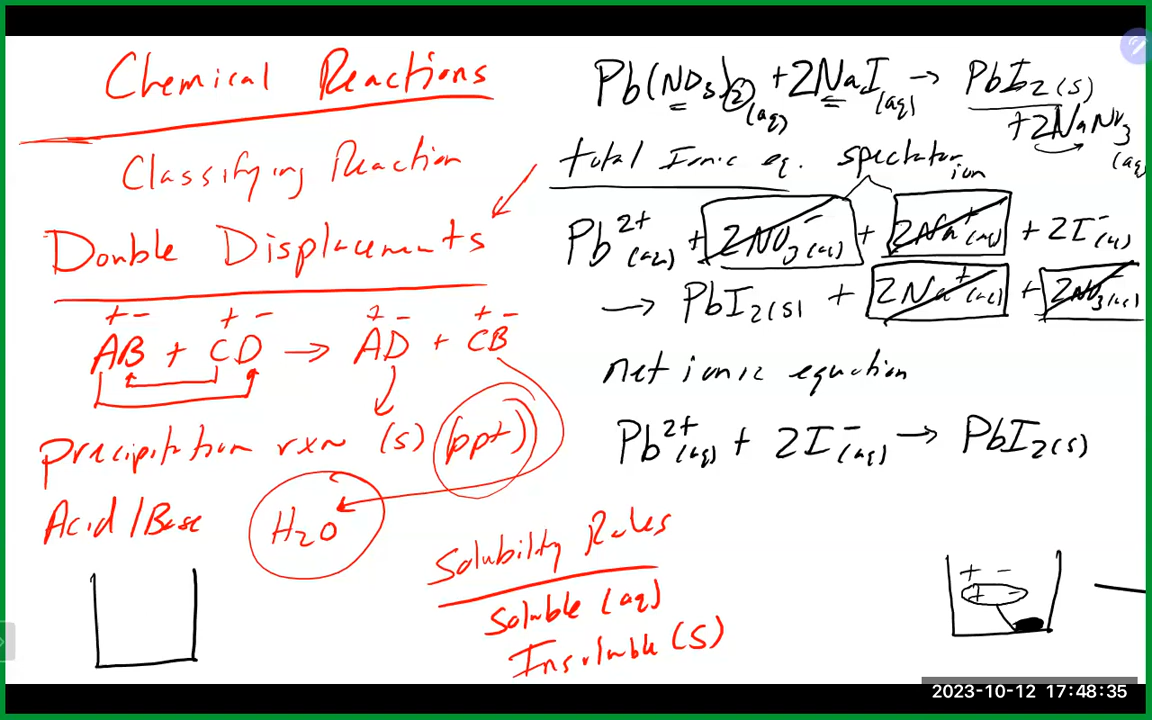 Chemical Reactions
Classifying Reaction
Double Displacements
+ - + - + - + -
AB + CD → AD + CB
Precipitation rxn (s) (ppt)
Acid/Base H2O
Solubility Rules
Soluble (aq)
Insoluble (s)
Pb(NO3)2(aq) + 2NaI(aq) → PbI2(s)
+ 2NaNO3(aq)
total Ionic eq. spectator ion
Pb2+(aq) + 2NO3-(aq) + 2Na+(aq) + 2I-(aq)
→ PbI2(s) + 2Na+(aq) + 2NO3-(aq)
net ionic equation
Pb2+(aq) + 2I-(aq) → PbI2(s)
+ -
+ -
2023-10-12 17:48:35